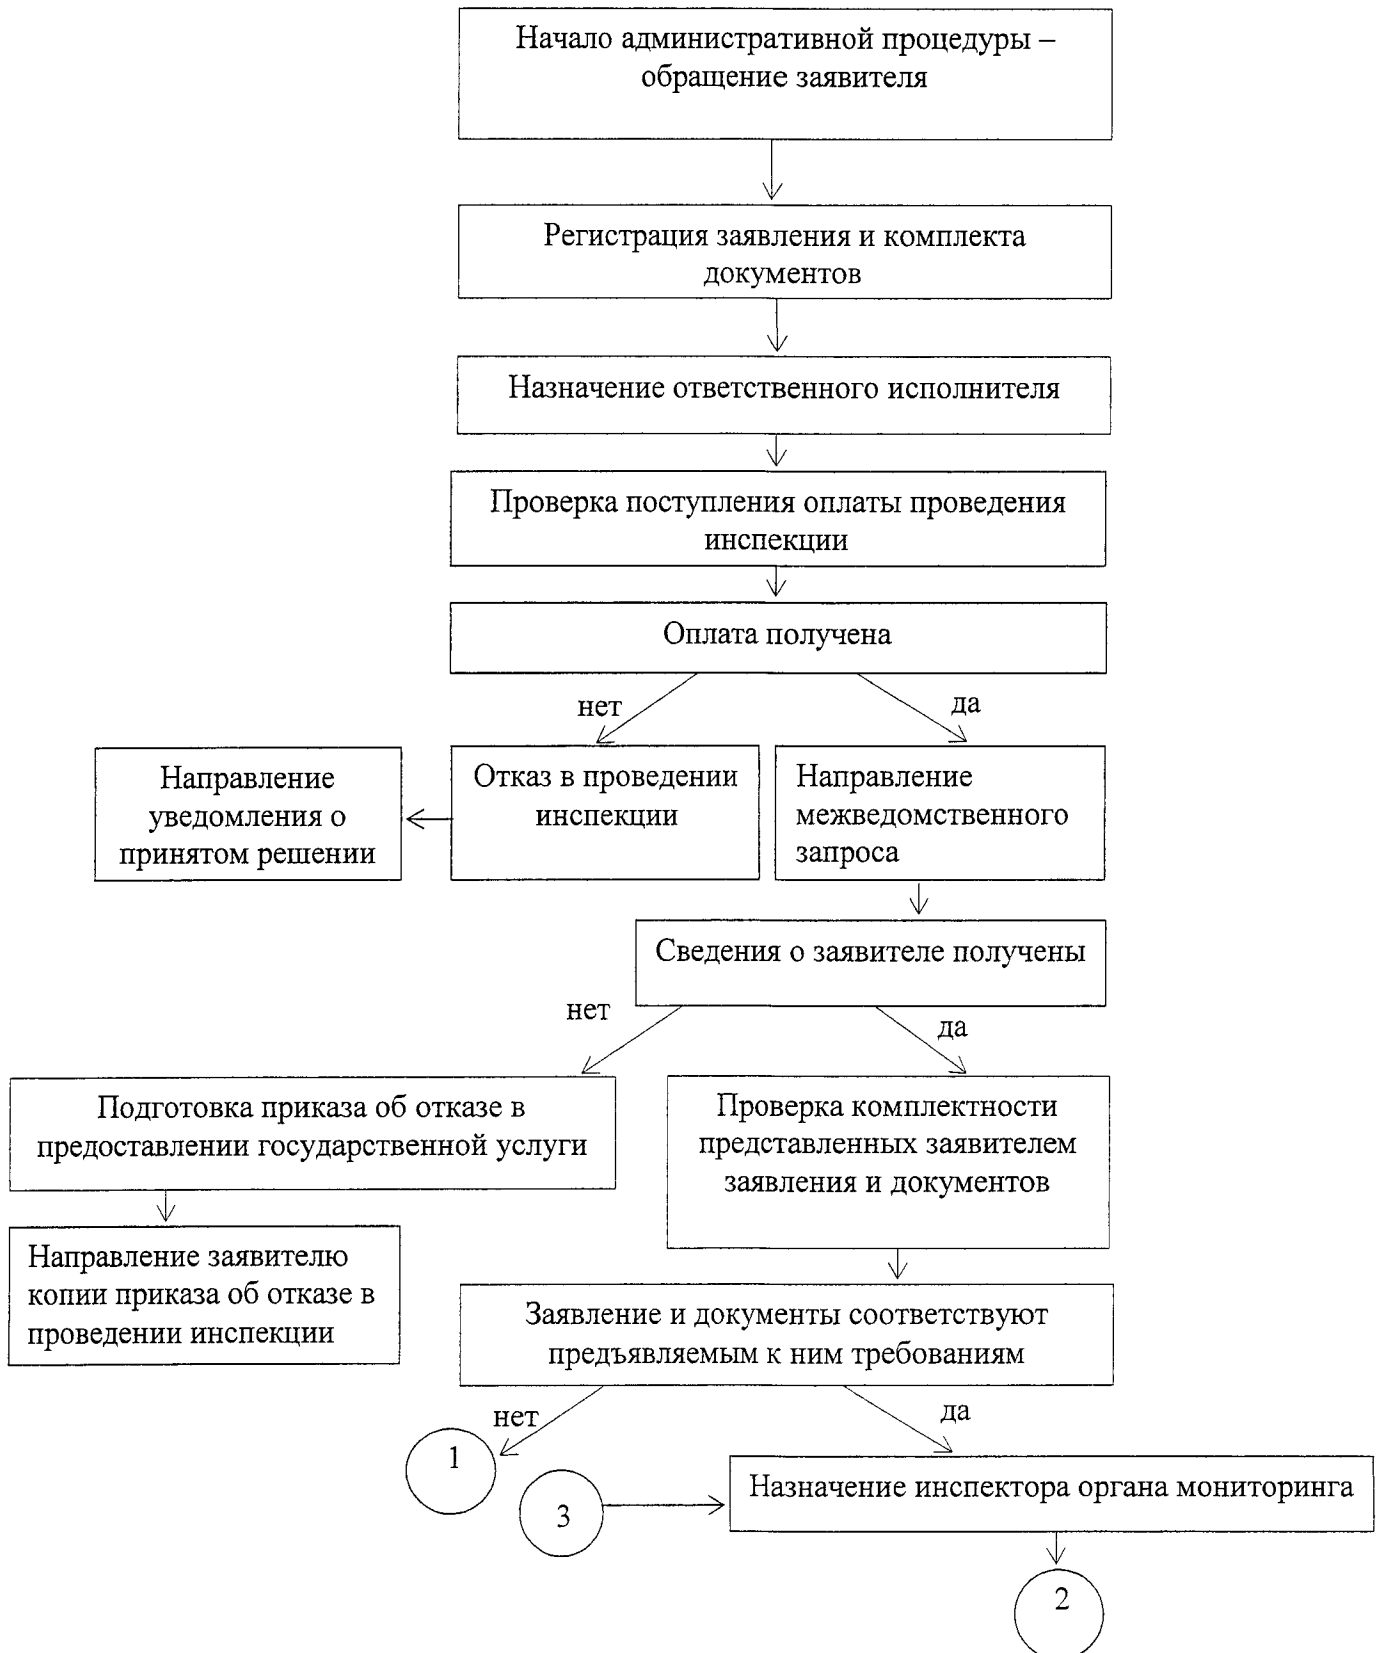 Начало административной процедуры –
обращение заявителя
Регистрация заявления и комплекта
документов
Назначение ответственного исполнителя
Проверка поступления оплаты проведения
инспекции
Оплата получена
нет
да
Направление
уведомления о
принятом решении
Отказ в проведении
инспекции
Направление
межведомственного
запроса
Сведения о заявителе получены
нет
да
Подготовка приказа об отказе в
предоставлении государственной услуги
Проверка комплектности
представленных заявителем
заявления и документов
Направление заявителю
копии приказа об отказе в
проведении инспекции
Заявление и документы соответствуют
предъявляемым к ним требованиям
нет
да
1
3
Назначение инспектора органа мониторинга
2